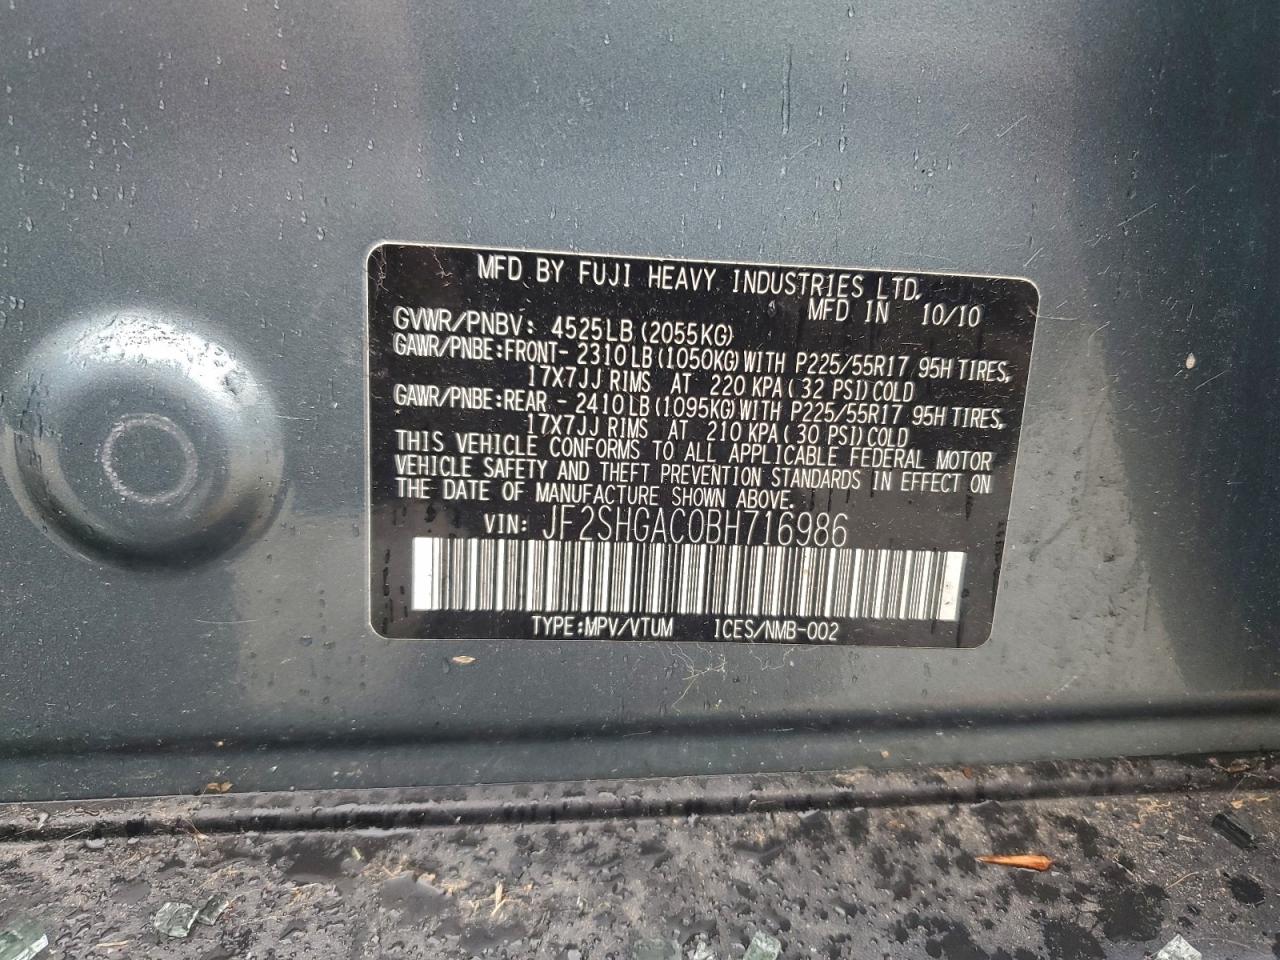 MFD BY FUJI HEAVY INDUSTRIES LTD.
MFD IN 10/10
GVWR/PNBV: 4525LB (2055KG)
GAWR/PNBE:FRONT- 2310LB (1050KG) WITH P225/55R17 95H TIRES,
17X7JJ RIMS AT 220 KPA ( 32 PSI) COLD
GAWR/PNBE:REAR - 2410LB (1095KG) WITH P225/55R17 95H TIRES,
17X7JJ RIMS AT 210 KPA ( 30 PSI) COLD
THIS VEHICLE CONFORMS TO ALL APPLICABLE FEDERAL MOTOR
VEHICLE SAFETY AND THEFT PREVENTION STANDARDS IN EFFECT ON
THE DATE OF MANUFACTURE SHOWN ABOVE.
VIN: JF2SHGAC0BH716986
TYPE:MPV/VTUM ICES/NMB-002